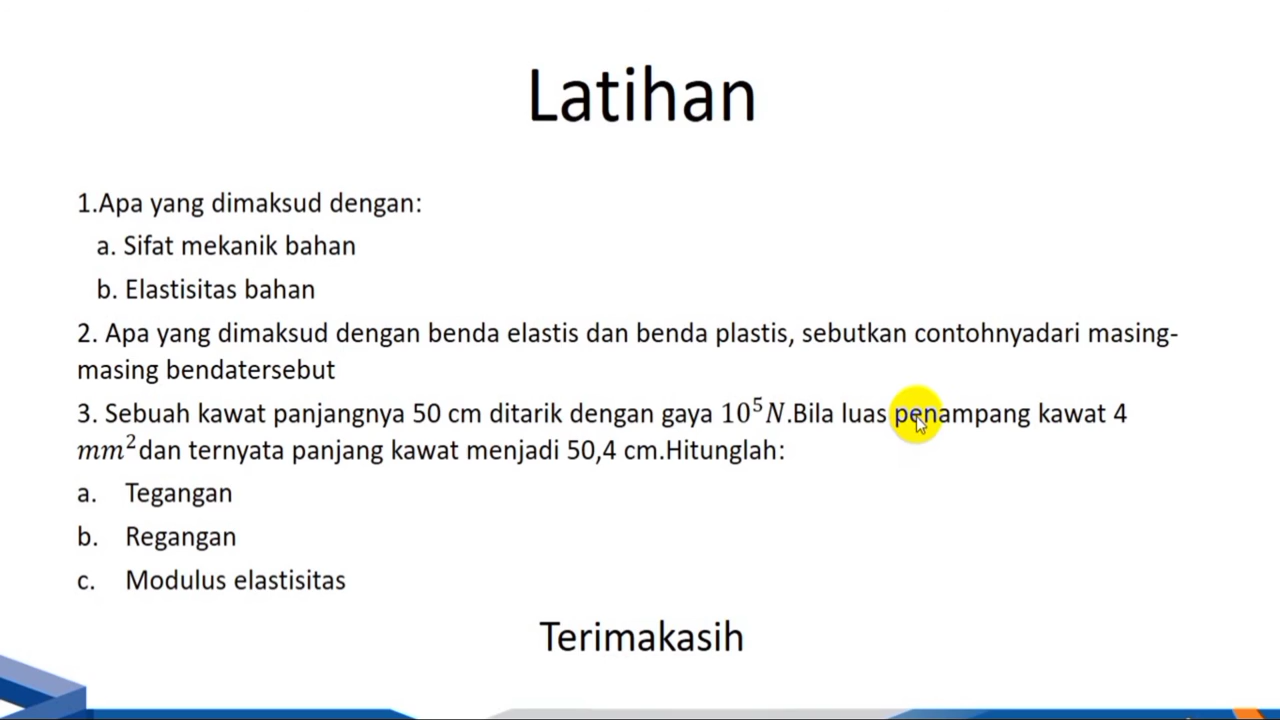 Latihan
1.Apa yang dimaksud dengan:
a. Sifat mekanik bahan
b. Elastisitas bahan
2. Apa yang dimaksud dengan benda elastis dan benda plastis, sebutkan contohnyadari masing-
masing bendatersebut
3. Sebuah kawat panjangnya 50 cm ditarik dengan gaya 10⁵N.Bila luas penampang kawat 4
mm²dan ternyata panjang kawat menjadi 50,4 cm.Hitunglah:
a. Tegangan
b. Regangan
c. Modulus elastisitas
Terimakasih